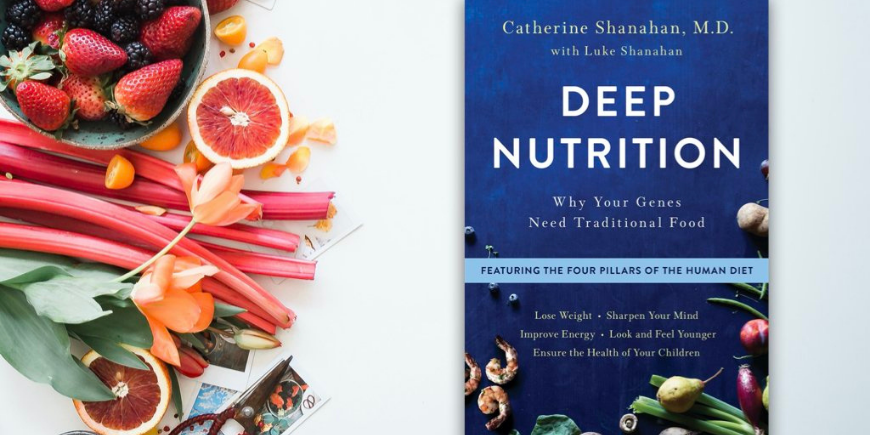 Catherine Shanahan, M.D.
with Luke Shanahan
DEEP
NUTRITION
Why Your Genes
Need Traditional Food
FEATURING THE FOUR PILLARS OF THE HUMAN DIET
Lose Weight • Sharpen Your Mind
Improve Energy • Look and Feel Younger
Ensure the Health of Your Children